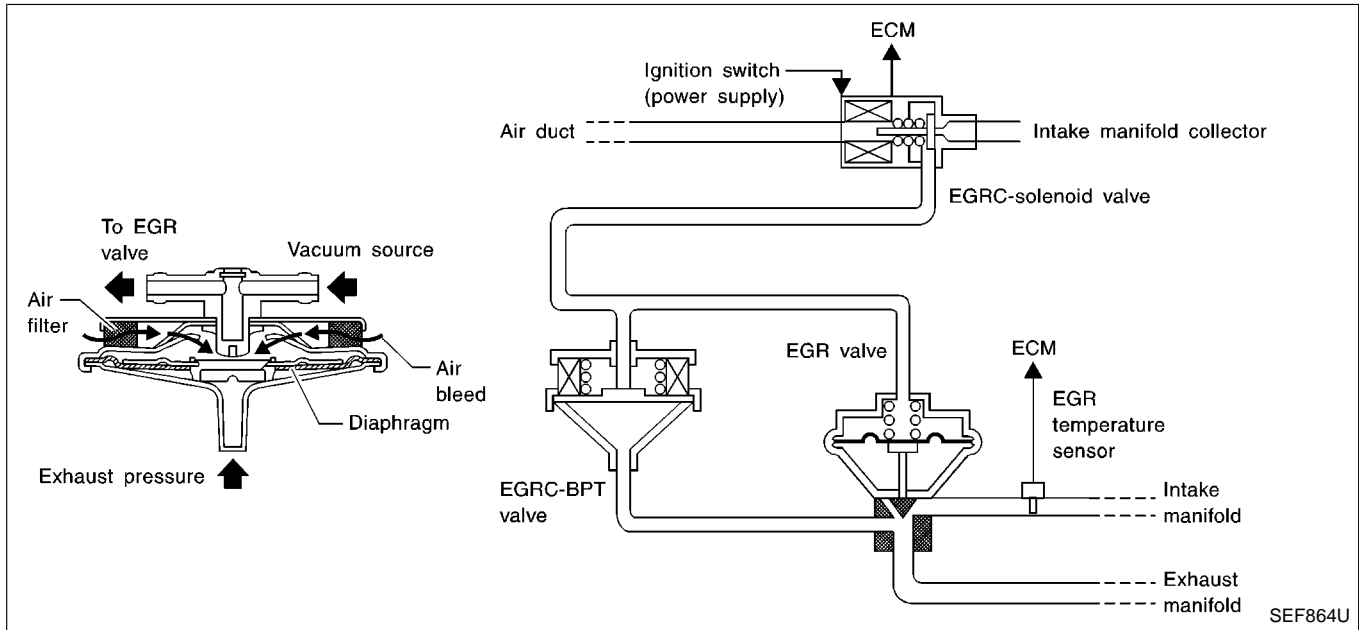 ECM
Ignition switch
(power supply)
Air duct
Intake manifold collector
EGRC-solenoid valve
To EGR
valve
Vacuum source
Air
filter
Air
bleed
Diaphragm
Exhaust pressure
EGR valve
ECM
EGR
temperature
sensor
EGRC-BPT
valve
Intake
manifold
Exhaust
manifold
SEF864U